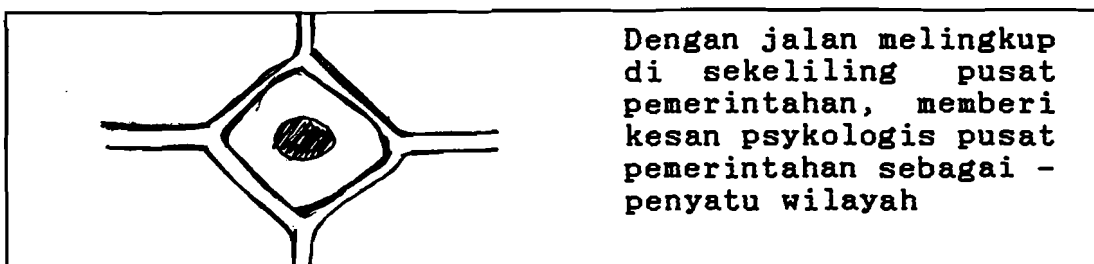 Dengan jalan melingkup
di sekeliling pusat
pemerintahan, memberi
kesan psykologis pusat
pemerintahan sebagai -
penyatu wilayah